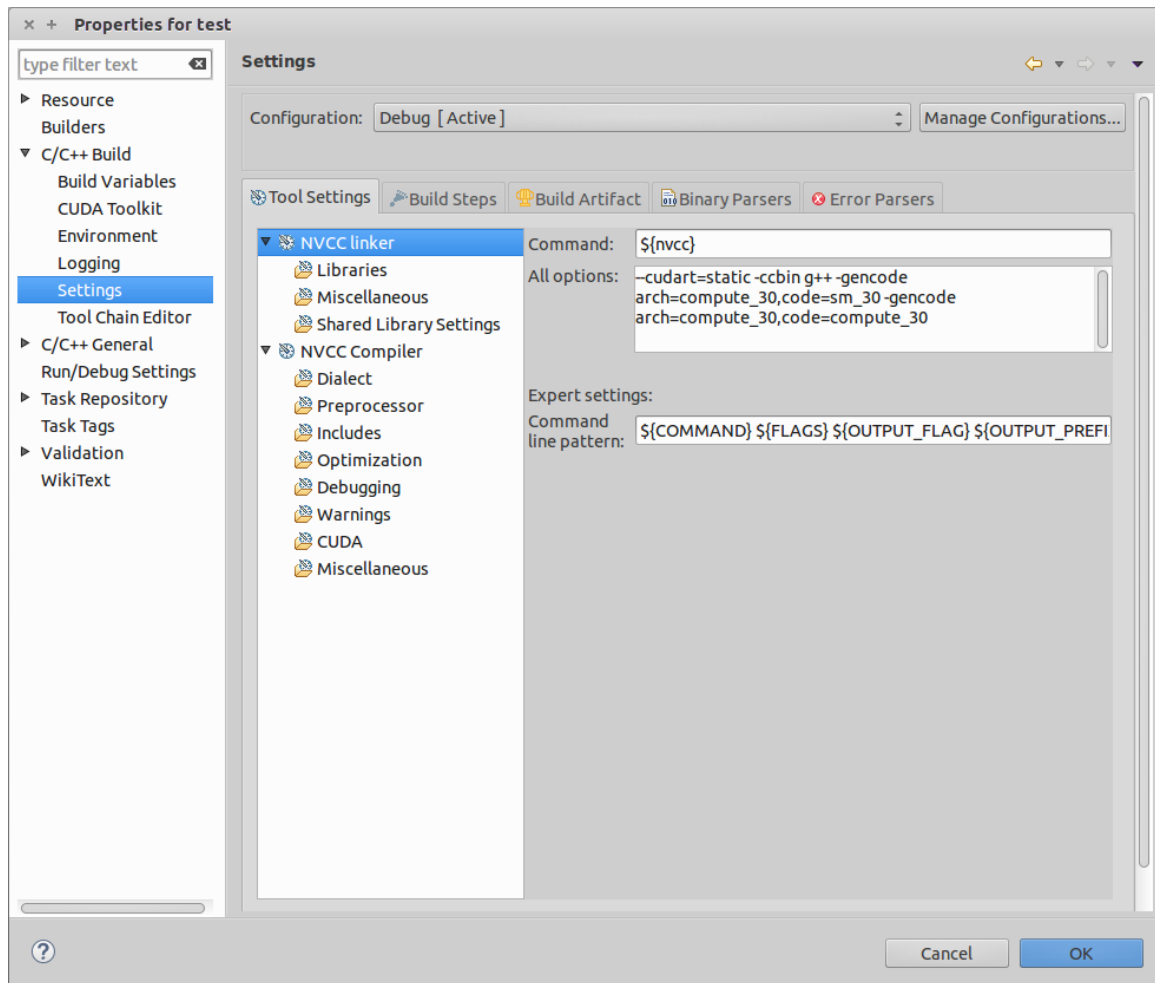 Properties for test
type filter text
Resource
Builders
C/C++ Build
Build Variables
CUDA Toolkit
Environment
Logging
Settings
Tool Chain Editor
C/C++ General
Run/Debug Settings
Task Repository
Task Tags
Validation
WikiText
Settings
Configuration: Debug [Active] Manage Configurations...
Tool Settings Build Steps Build Artifact Binary Parsers Error Parsers
NVCC linker
Libraries
Miscellaneous
Shared Library Settings
NVCC Compiler
Dialect
Preprocessor
Includes
Optimization
Debugging
Warnings
CUDA
Miscellaneous
Command: ${nvcc}
All options: --cudart=static -ccbin g++ -gencode
arch=compute_30,code=sm_30 -gencode
arch=compute_30,code=compute_30
Expert settings:
Command
line pattern: ${COMMAND} ${FLAGS} ${OUTPUT_FLAG} ${OUTPUT_PREFI
Cancel OK